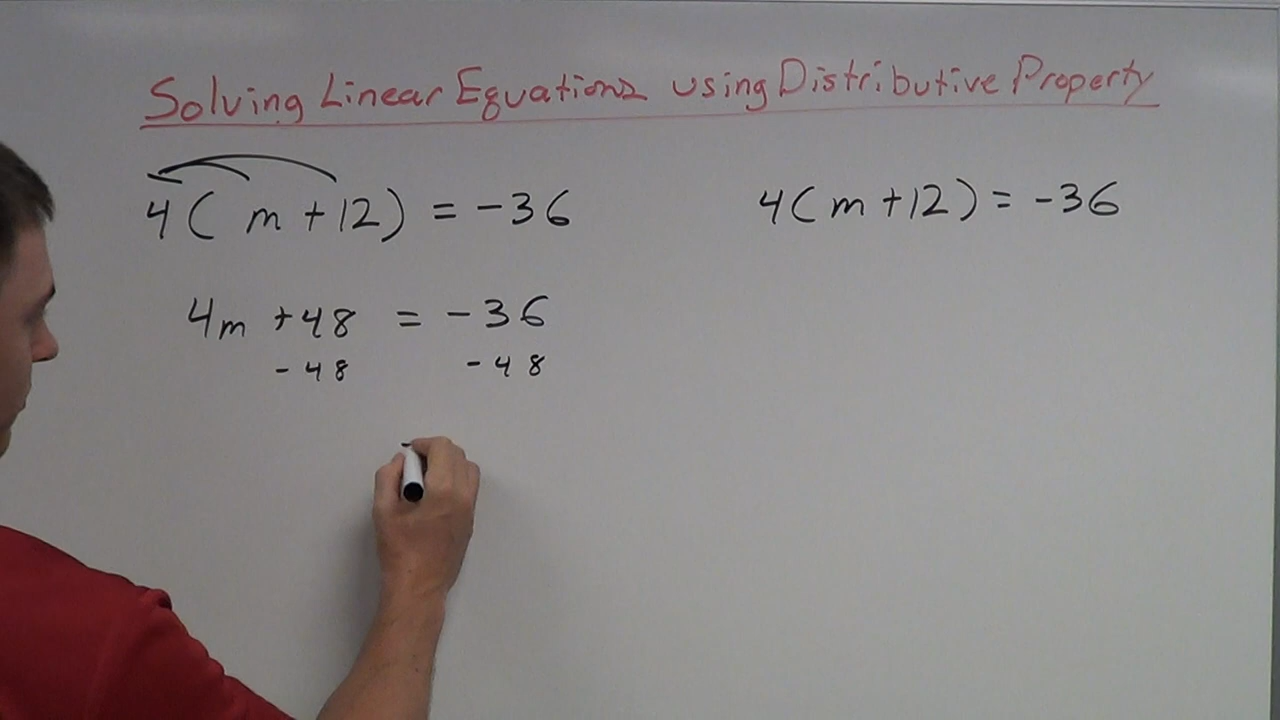 Solving Linear Equations using Distributive Property
4(m+12) = -36
4(m+12) = -36
4m +48 = -36
-48 -48